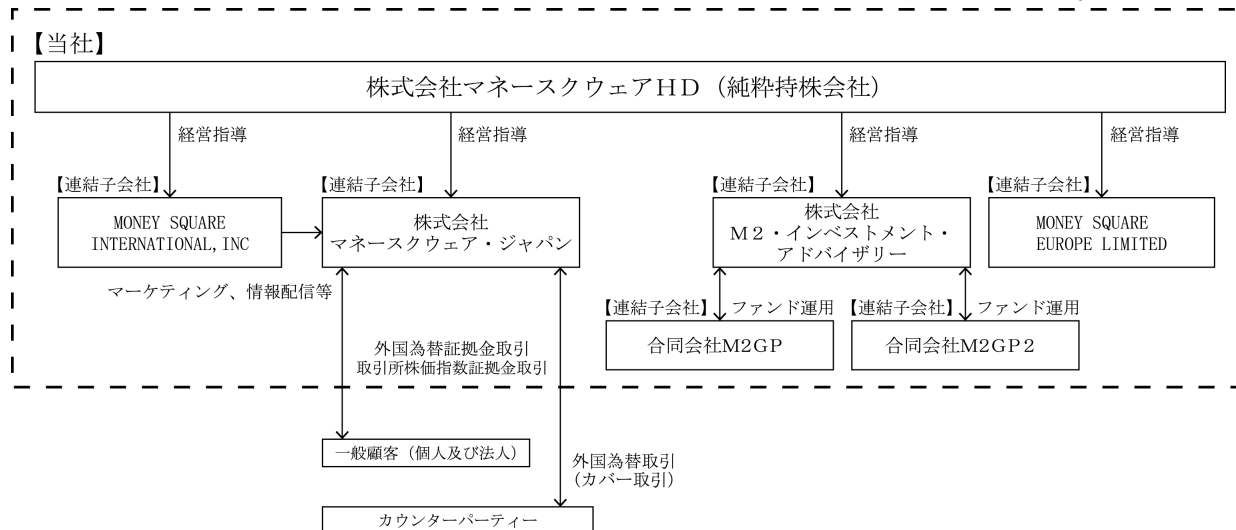 【当社】
株式会社マネースクウェアHD（純粋持株会社）
経営指導
経営指導
経営指導
経営指導
【連結子会社】
【連結子会社】
【連結子会社】
【連結子会社】
MONEY SQUARE
INTERNATIONAL,INC
株式会社
マネースクウェア・ジャパン
株式会社
M2・インベストメント・
アドバイザリー
MONEY SQUARE
EUROPE LIMITED
マーケティング、情報配信等
【連結子会社】
ファンド運用
【連結子会社】
ファンド運用
合同会社M2GP
合同会社M2GP2
外国為替証拠金取引
取引所株価指数証拠金取引
一般顧客（個人及び法人）
外国為替取引
(カバー取引)
カウンターパーティー